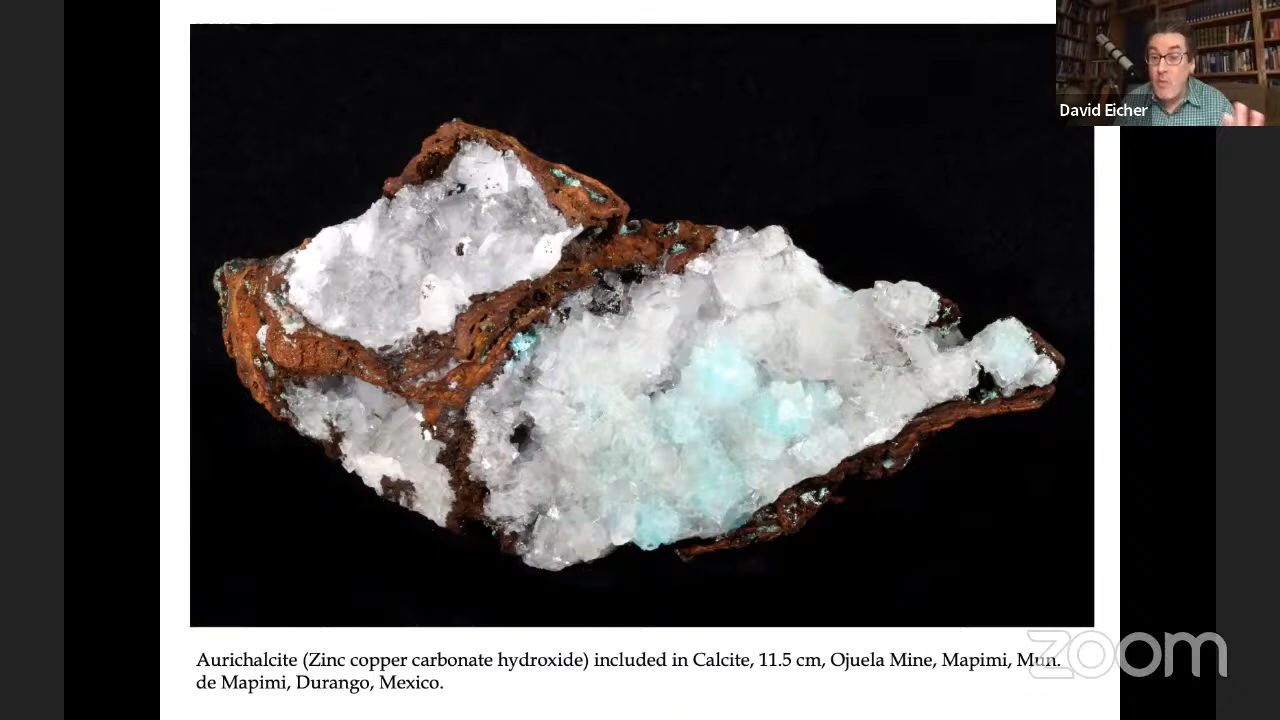 David Eicher
Aurichalcite (Zinc copper carbonate hydroxide) included in Calcite, 11.5 cm, Ojuela Mine, Mapimi, Mun.
de Mapimi, Durango, Mexico.
zoom